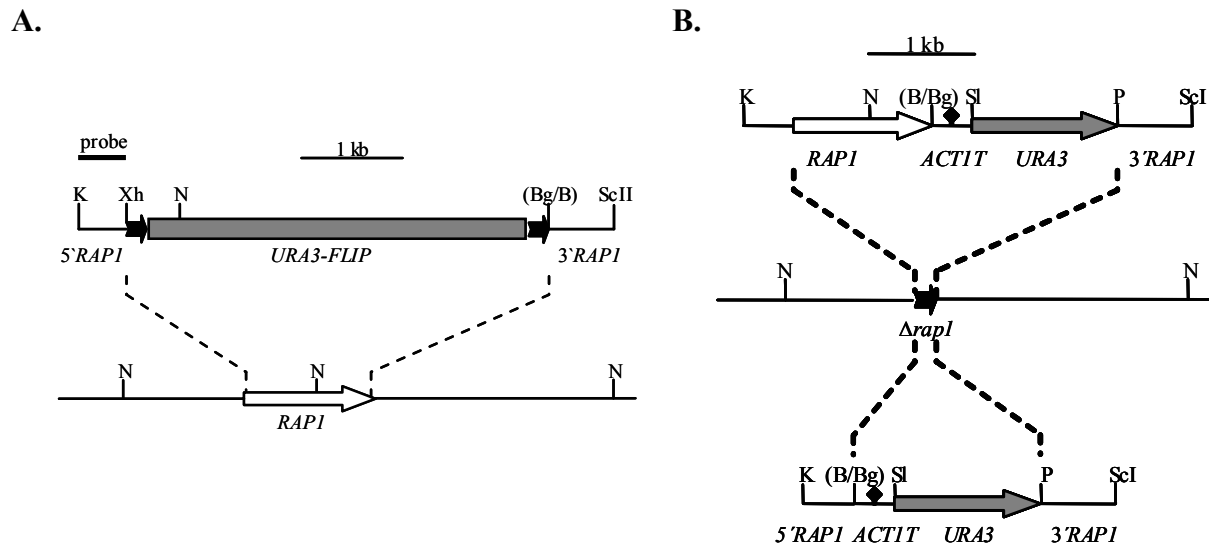 A.
probe
1 kb
K Xh N (Bg/B) ScII
5`RAP1 URA3-FLIP 3`RAP1
N N N
RAP1
B.
1 kb
K N (B/Bg) Sl P ScI
RAP1 ACT1T URA3 3´RAP1
N N
Δrap1
K (B/Bg) Sl P ScI
5´RAP1 ACT1T URA3 3´RAP1